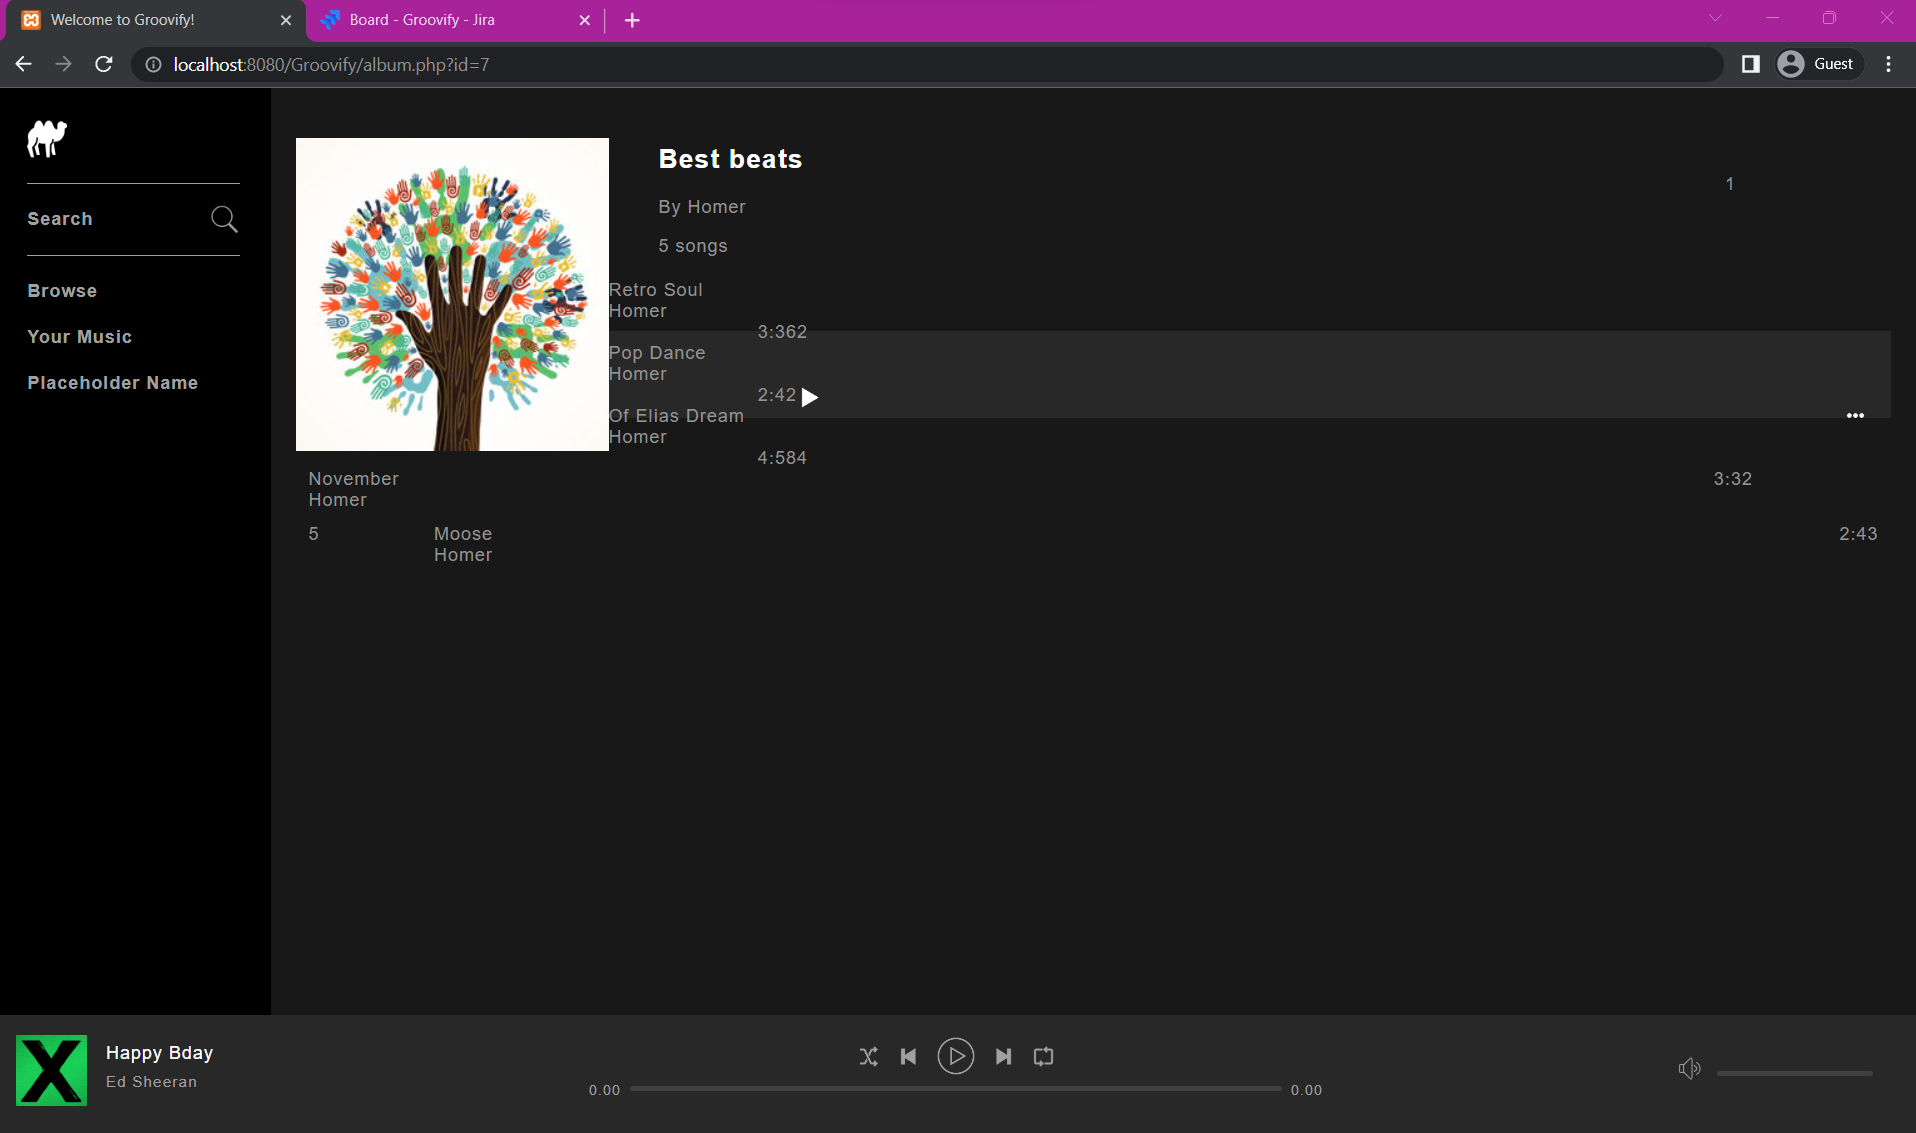 Welcome to Groovify!
Board - Groovify - Jira
localhost:8080/Groovify/album.php?id=7
Guest
Search
Browse
Your Music
Placeholder Name
Best beats
By Homer
5 songs
1
Retro Soul
Homer
3:362
Pop Dance
Homer
2:42
Of Elias Dream
Homer
4:584
November
Homer
3:32
5
Moose
Homer
2:43
Happy Bday
Ed Sheeran
0.00
0.00